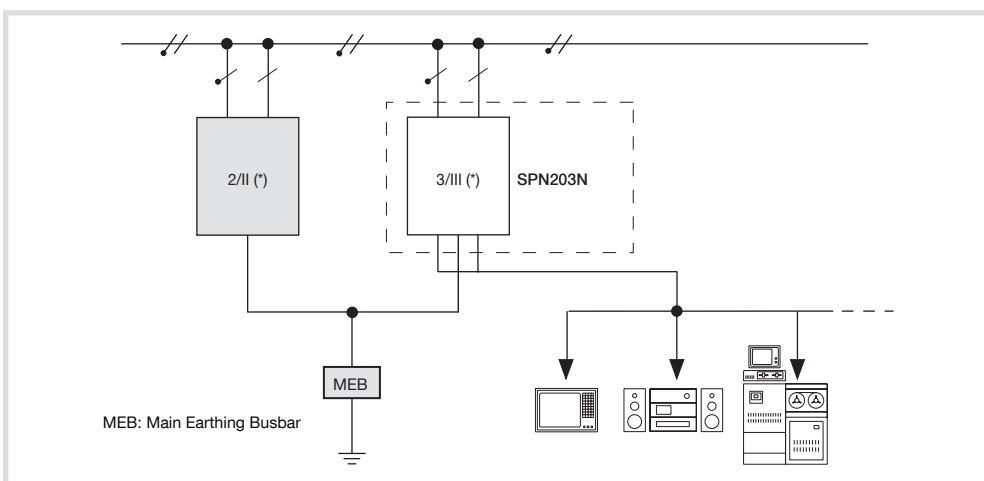 2/II (*)
3/III (*)
SPN203N
MEB
MEB: Main Earthing Busbar